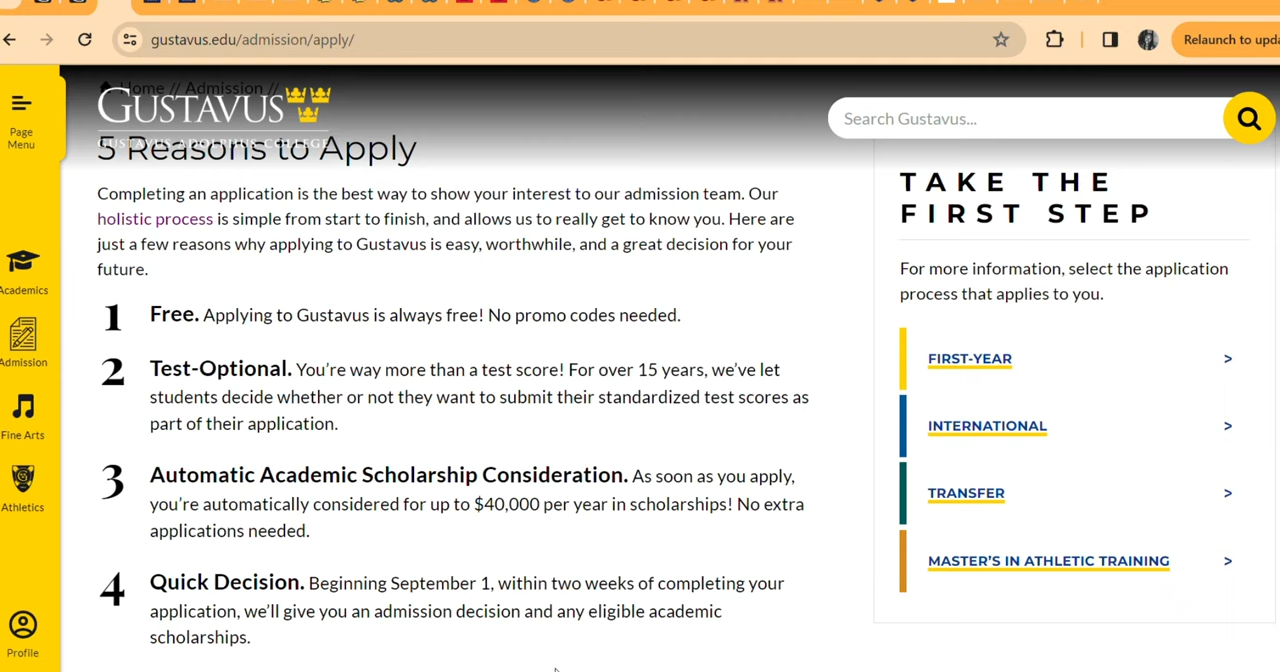 gustavus.edu/admission/apply/
Relaunch to upda
Page
Menu
Academics
Admission
Fine Arts
Athletics
Profile
Home // Admission //
GUSTAVUS
GUSTAVUS ADOLPHUS COLLEGE
Search Gustavus...
5 Reasons to Apply
Completing an application is the best way to show your interest to our admission team. Our
holistic process is simple from start to finish, and allows us to really get to know you. Here are
just a few reasons why applying to Gustavus is easy, worthwhile, and a great decision for your
future.
1 Free. Applying to Gustavus is always free! No promo codes needed.
2 Test-Optional. You’re way more than a test score! For over 15 years, we’ve let
students decide whether or not they want to submit their standardized test scores as
part of their application.
3 Automatic Academic Scholarship Consideration. As soon as you apply,
you’re automatically considered for up to $40,000 per year in scholarships! No extra
applications needed.
4 Quick Decision. Beginning September 1, within two weeks of completing your
application, we’ll give you an admission decision and any eligible academic
scholarships.
TAKE THE
FIRST STEP
For more information, select the application
process that applies to you.
FIRST-YEAR >
INTERNATIONAL >
TRANSFER >
MASTER’S IN ATHLETIC TRAINING >